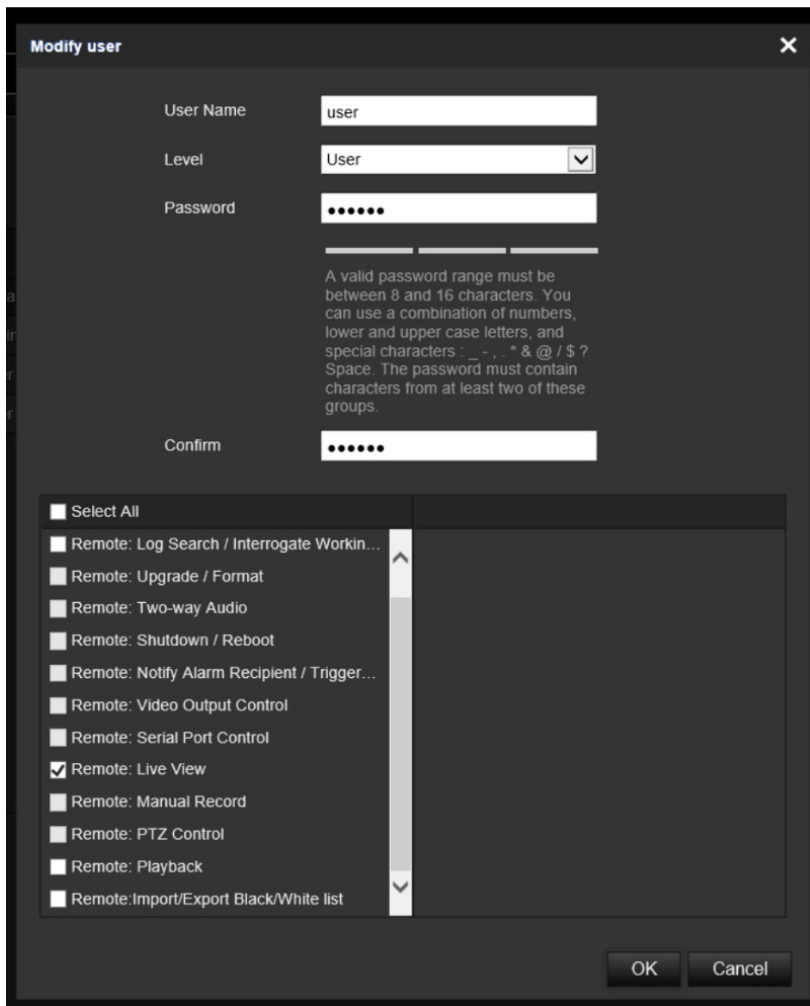 Modify user
User Name
user
Level
User
Password
••••••
A valid password range must be
between 8 and 16 characters. You
can use a combination of numbers,
lower and upper case letters, and
special characters : _ - , . * & @ / $ ?
Space. The password must contain
characters from at least two of these
groups.
Confirm
••••••
Select All
Remote: Log Search / Interrogate Workin...
Remote: Upgrade / Format
Remote: Two-way Audio
Remote: Shutdown / Reboot
Remote: Notify Alarm Recipient / Trigger...
Remote: Video Output Control
Remote: Serial Port Control
Remote: Live View
Remote: Manual Record
Remote: PTZ Control
Remote: Playback
Remote:Import/Export Black/White list
OK
Cancel